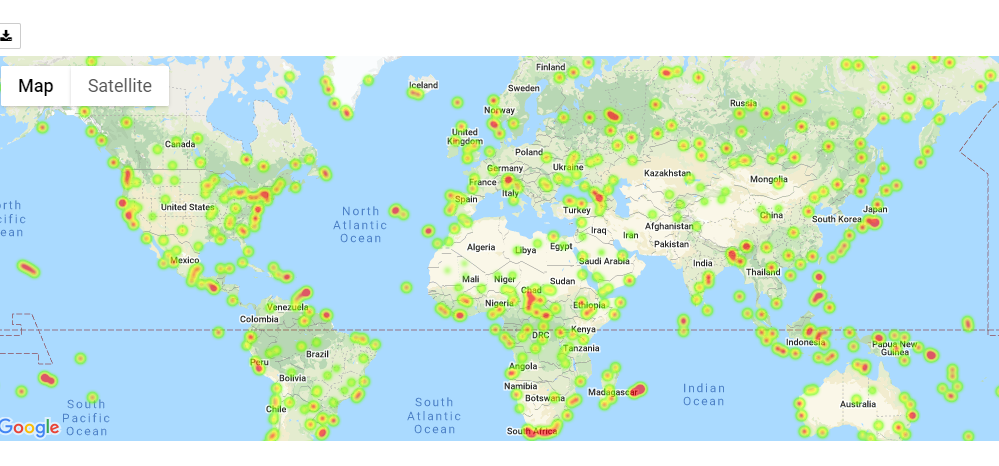 Map
Satellite
Finland
Iceland
Sweden
Russia
Norway
Canada
United
Kingdom
Poland
Germany
Ukraine
Kazakhstan
Mongolia
France
Italy
Spain
United States
Turkey
North
Atlantic
Ocean
orth
cific
ean
China
South Korea
Japan
Afghanistan
Iraq
Iran
Pakistan
Algeria
Libya
Egypt
Saudi Arabia
India
Mexico
Mali
Niger
Chad
Sudan
Thailand
Nigeria
Ethiopia
Venezuela
Colombia
DRC
Kenya
Tanzania
Indonesia
Papua New
Guinea
Brazil
Peru
Bolivia
Angola
Namibia
Botswana
Madagascar
Indian
Ocean
Chile
South
Atlantic
Ocean
Australia
South
Pacific
Ocean
Google
South Africa